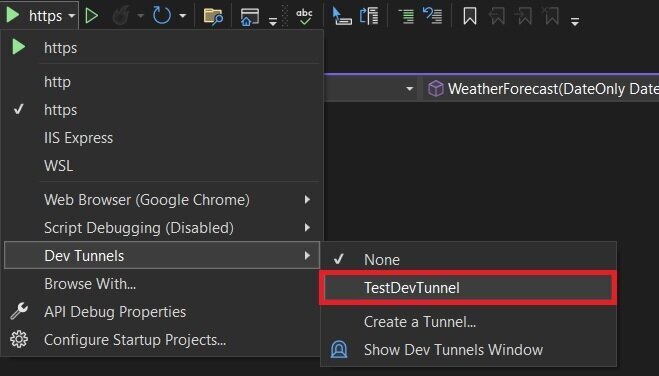 https
abc
https
http
https
IIS Express
WSL
WeatherForecast(DateOnly Date
Web Browser (Google Chrome)
Script Debugging (Disabled)
Dev Tunnels
Browse With...
API Debug Properties
Configure Startup Projects...
None
TestDevTunnel
Create a Tunnel...
Show Dev Tunnels Window